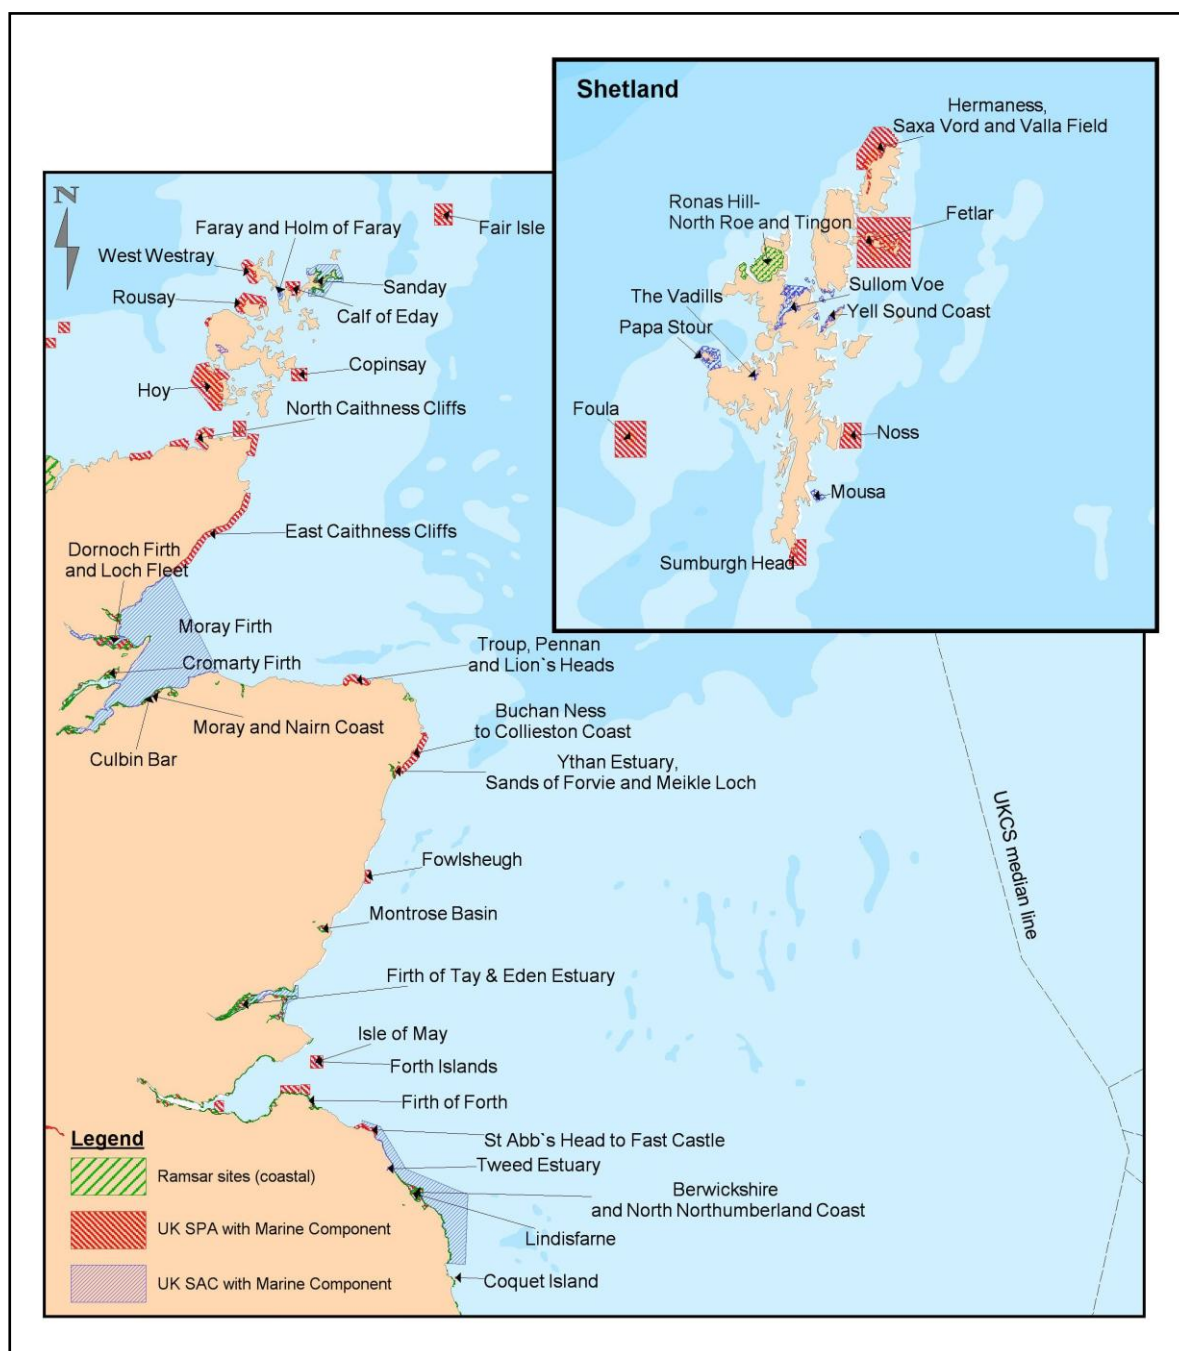 Shetland
Hermaness,
Saxa Vord and Valla Field
Ronas Hill-
North Roe and Tingon
Fetlar
The Vadills
Sullom Voe
Papa Stour
Yell Sound Coast
Foula
Noss
Mousa
Sumburgh Head
N
Faray and Holm of Faray
Fair Isle
West Westray
Sanday
Rousay
Calf of Eday
Copinsay
Hoy
North Caithness Cliffs
East Caithness Cliffs
Dornoch Firth
and Loch Fleet
Moray Firth
Cromarty Firth
Troup, Pennan
and Lion`s Heads
Moray and Nairn Coast
Culbin Bar
Buchan Ness
to Collieston Coast
Ythan Estuary,
Sands of Forvie and Meikle Loch
UKCS median line
Fowlsheugh
Montrose Basin
Firth of Tay & Eden Estuary
Isle of May
Forth Islands
Firth of Forth
St Abb`s Head to Fast Castle
Tweed Estuary
Berwickshire
and North Northumberland Coast
Lindisfarne
Coquet Island
Legend
Ramsar sites (coastal)
UK SPA with Marine Component
UK SAC with Marine Component